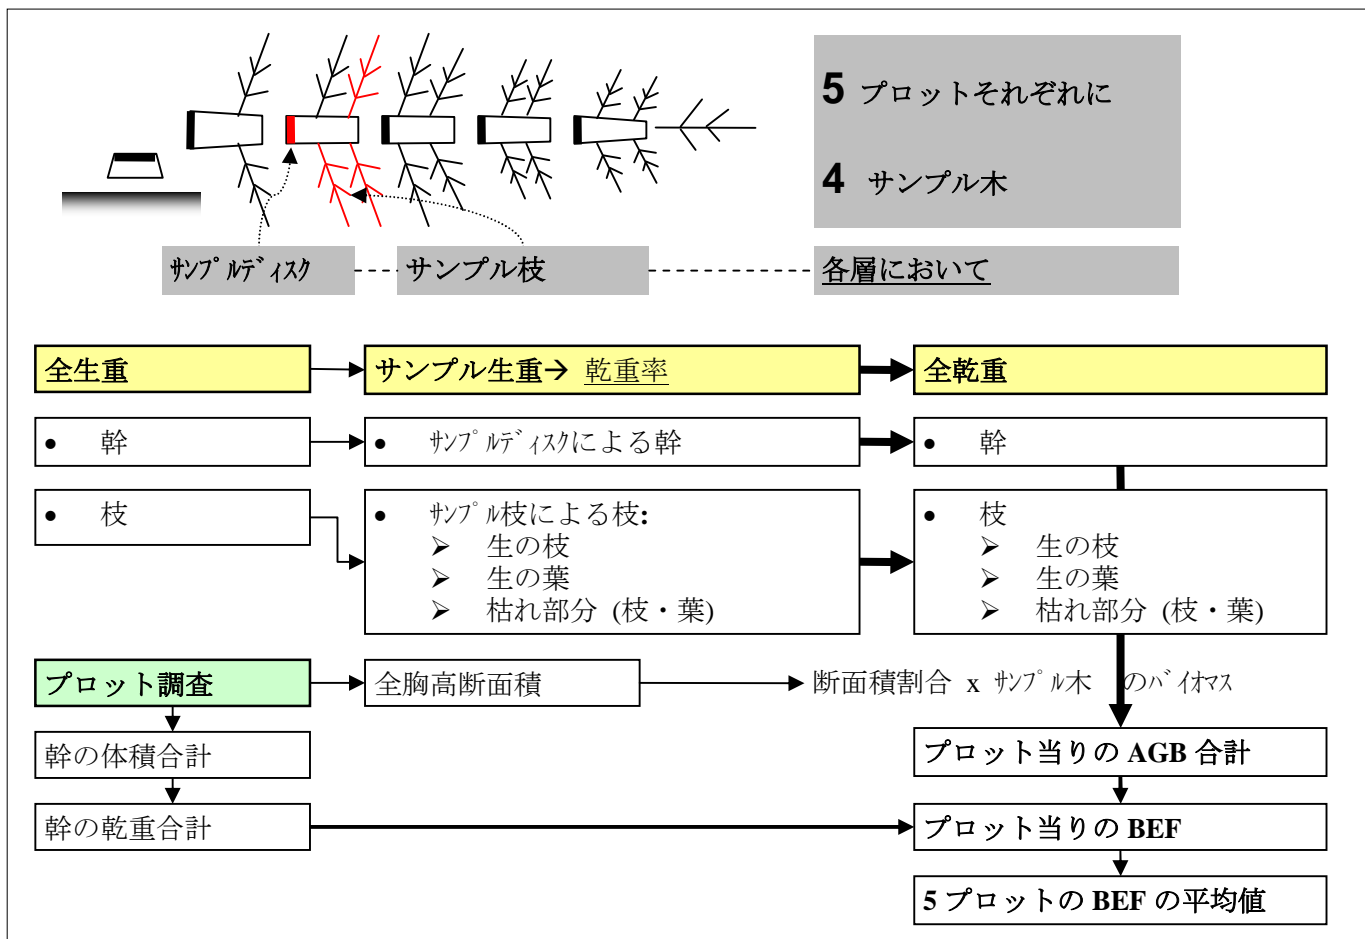 5 プロットそれぞれに
4 サンプル木
ｻﾝﾌﾟﾙﾃﾞｨｽｸ
サンプル枝
各層において
全生重
サンプル生重→ 乾重率
全乾重
• 幹
• ｻﾝﾌﾟﾙﾃﾞｨｽｸによる幹
• 幹
• 枝
• ｻﾝﾌﾟﾙ枝による枝:
➢ 生の枝
➢ 生の葉
➢ 枯れ部分 (枝・葉)
• 枝
➢ 生の枝
➢ 生の葉
➢ 枯れ部分 (枝・葉)
プロット調査
全胸高断面積
断面積割合 x ｻﾝﾌﾟﾙ木 のﾊﾞｲｵﾏｽ
幹の体積合計
プロット当りの AGB 合計
幹の乾重合計
プロット当りの BEF
5 プロットの BEF の平均値